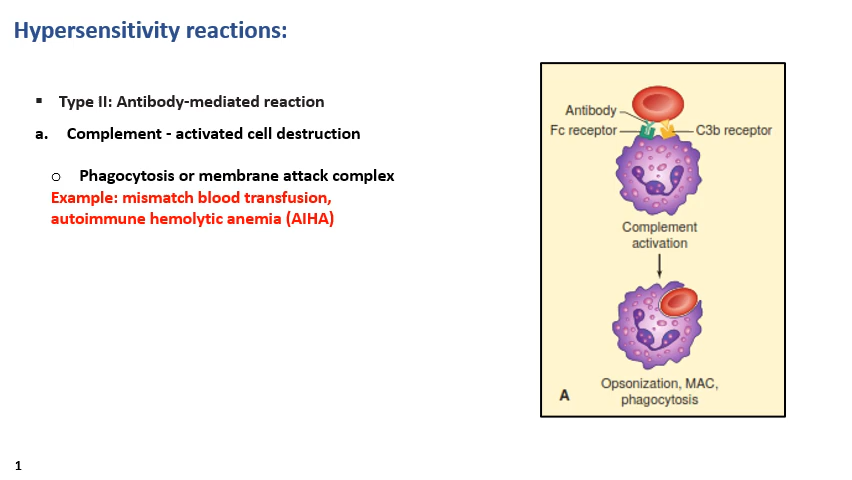 Hypersensitivity reactions:
▪ Type II: Antibody-mediated reaction
a. Complement - activated cell destruction
o Phagocytosis or membrane attack complex
Example: mismatch blood transfusion,
autoimmune hemolytic anemia (AIHA)
Antibody
Fc receptor
C3b receptor
Complement
activation
Opsonization, MAC,
phagocytosis
A
1